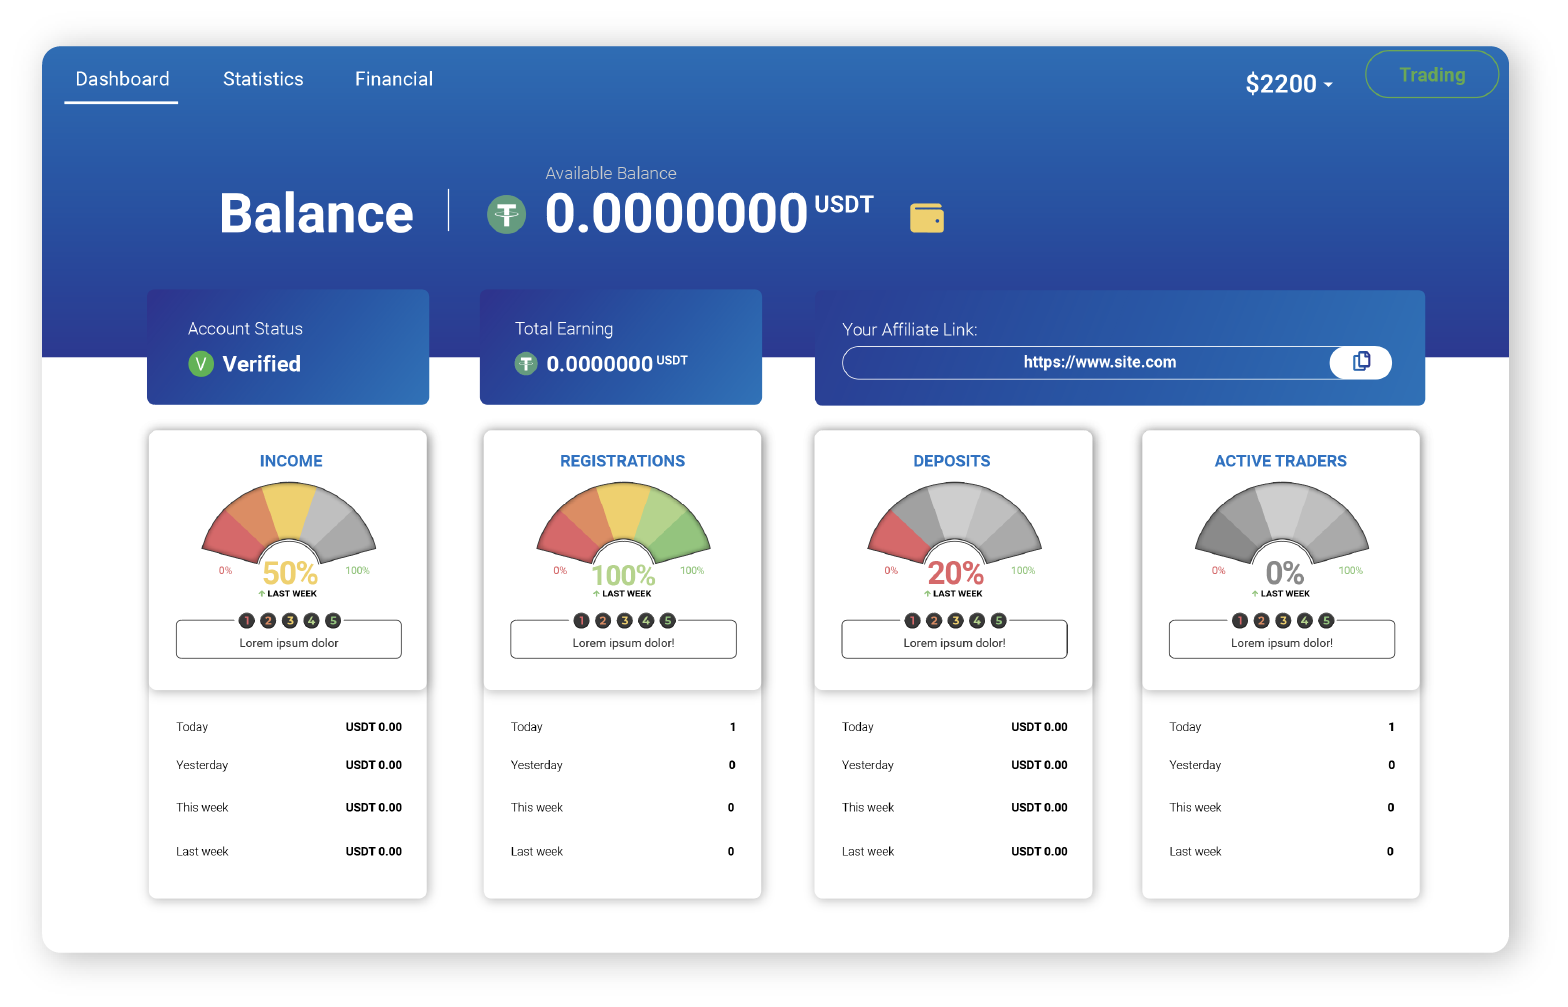 Dashboard Statistics Financial $2200 Trading
Available Balance
Balance 0.0000000 USDT
Account Status
V Verified
Total Earning
0.0000000 USDT
Your Affiliate Link:
https://www.site.com
INCOME
0% 50% 100%
LAST WEEK
1 2 3 4 5
Lorem ipsum dolor
Today USDT 0.00
Yesterday USDT 0.00
This week USDT 0.00
Last week USDT 0.00
REGISTRATIONS
0% 100% 100%
LAST WEEK
1 2 3 4 5
Lorem ipsum dolor!
Today 1
Yesterday 0
This week 0
Last week 0
DEPOSITS
0% 20% 100%
LAST WEEK
1 2 3 4 5
Lorem ipsum dolor!
Today USDT 0.00
Yesterday USDT 0.00
This week USDT 0.00
Last week USDT 0.00
ACTIVE TRADERS
0% 0% 100%
LAST WEEK
1 2 3 4 5
Lorem ipsum dolor!
Today 1
Yesterday 0
This week 0
Last week 0